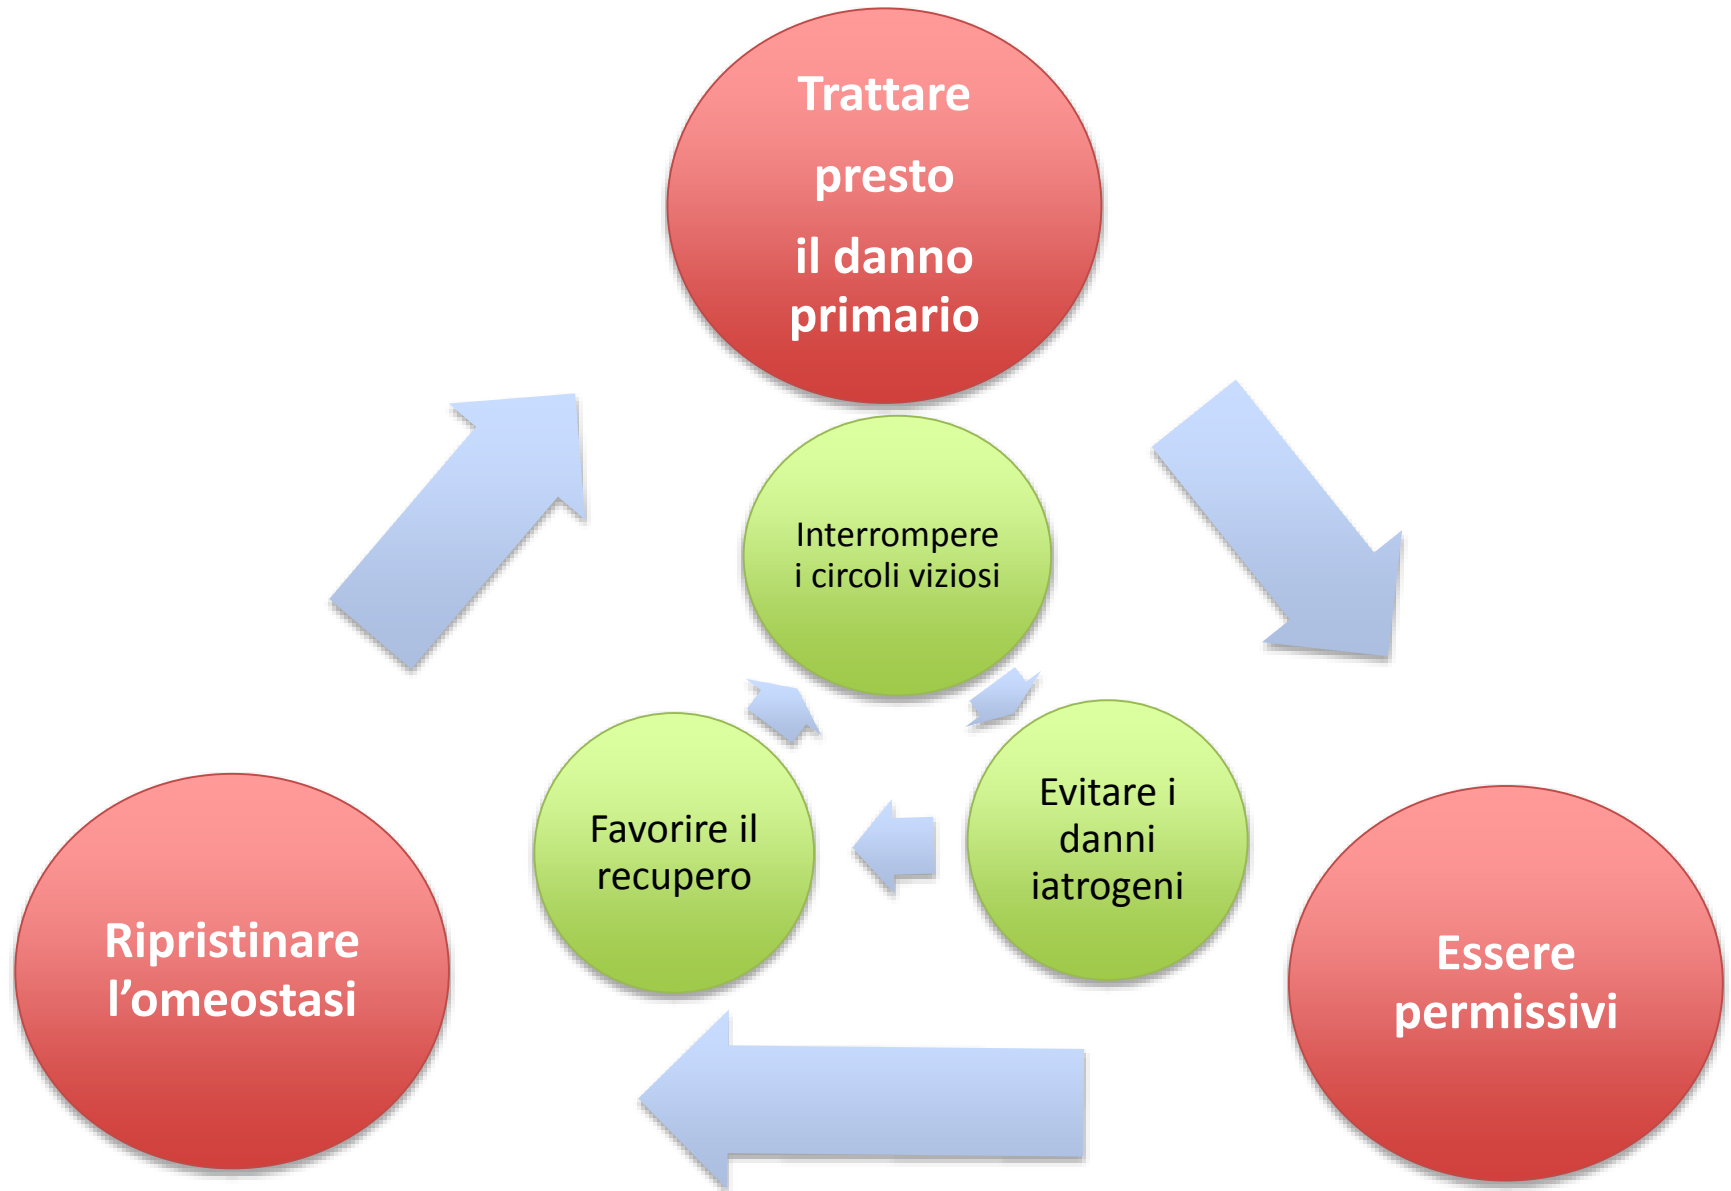 Trattare
presto
il danno
primario
Interrompere
i circoli viziosi
Evitare i
danni
iatrogeni
Favorire il
recupero
Essere
permissivi
Ripristinare
l’omeostasi